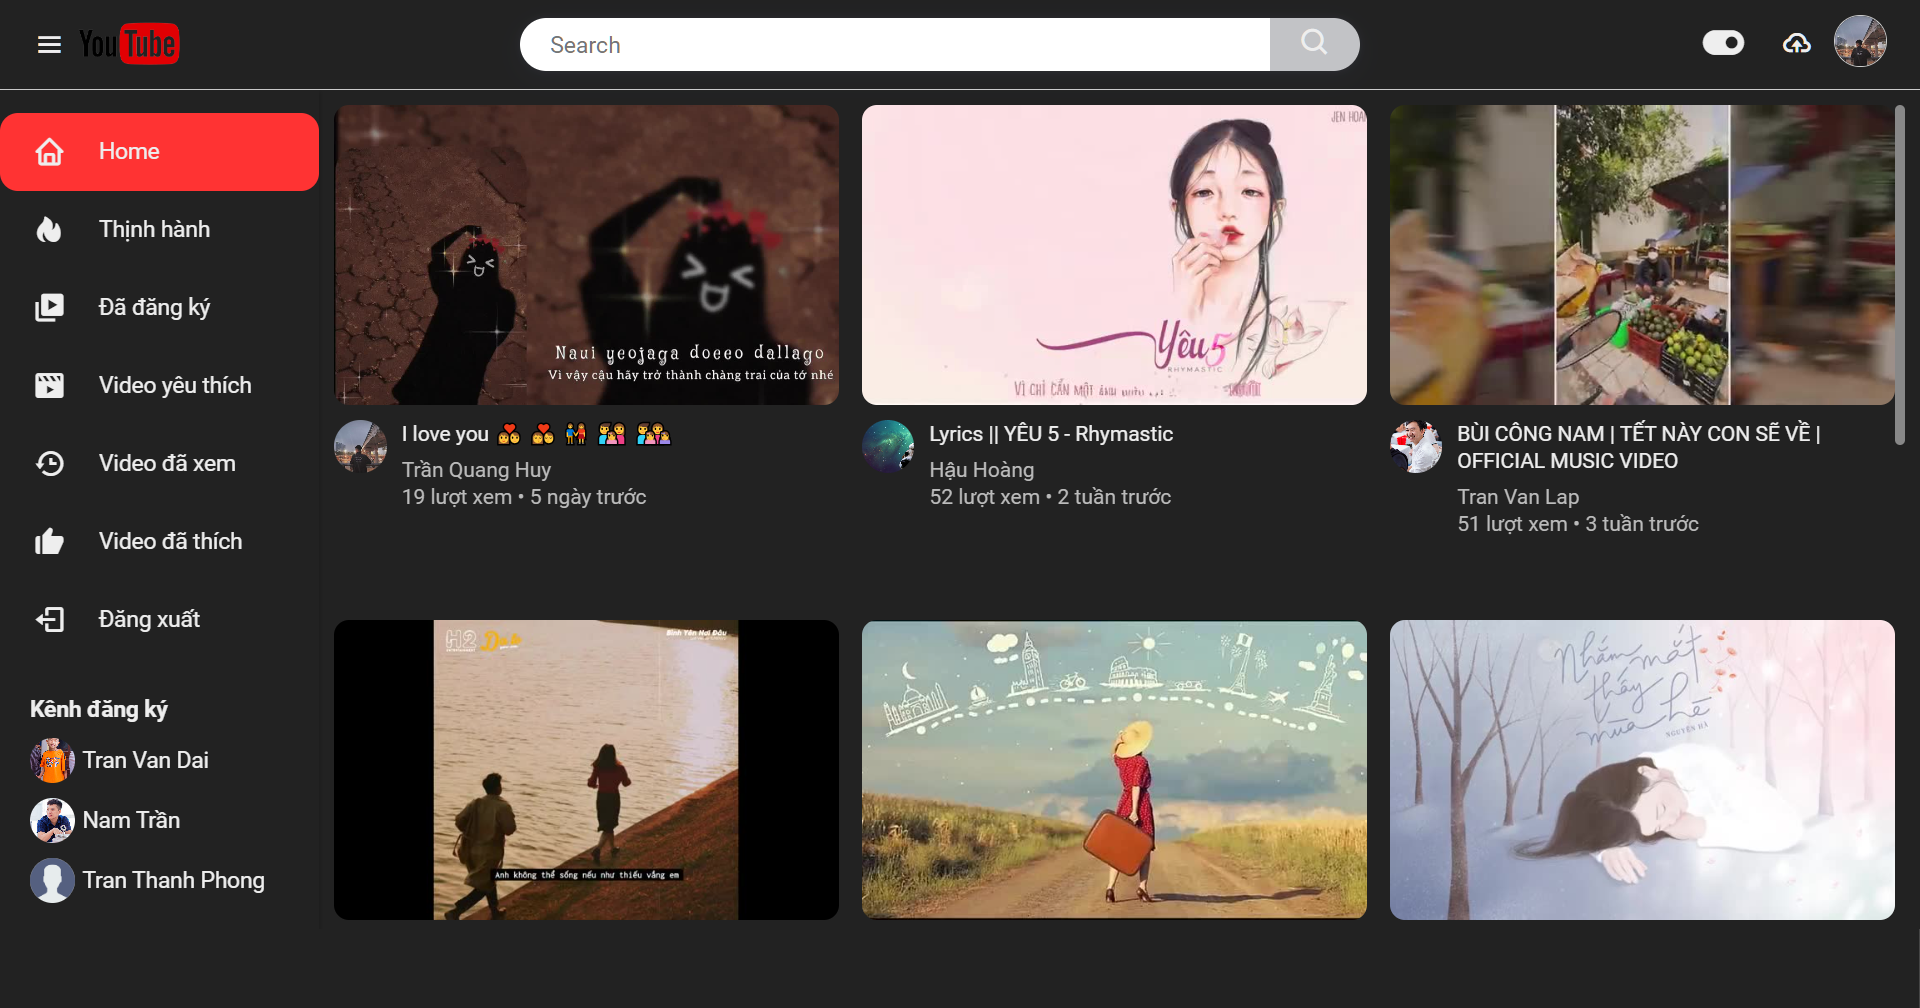 YouTube
Search
Home
Thịnh hành
Đã đăng ký
Video yêu thích
Video đã xem
Video đã thích
Đăng xuất
Kênh đăng ký
Tran Van Dai
Nam Trần
Tran Thanh Phong
Naui yeojaga doeeo dallago
Vì vậy cậu hãy trở thành chàng trai của tớ nhé
I love you 💑 💏 👫 👨‍👩‍👧 👨‍👩‍👧‍👦
Trần Quang Huy
19 lượt xem • 5 ngày trước
JEN HOA
Yêu 5
RHYMASTIC
VÌ CHỈ CẦN MỘT ÁNH
Lyrics || YÊU 5 - Rhymastic
Hậu Hoàng
52 lượt xem • 2 tuần trước
BÙI CÔNG NAM | TẾT NÀY CON SẼ VỀ |
OFFICIAL MUSIC VIDEO
Tran Van Lap
51 lượt xem • 3 tuần trước
H2
Bình Yên Nơi Đâu
Anh không thể sống nếu như thiếu vắng em
Nhắm mắt
thấy
mùa hè
NGUYÊN HÀ